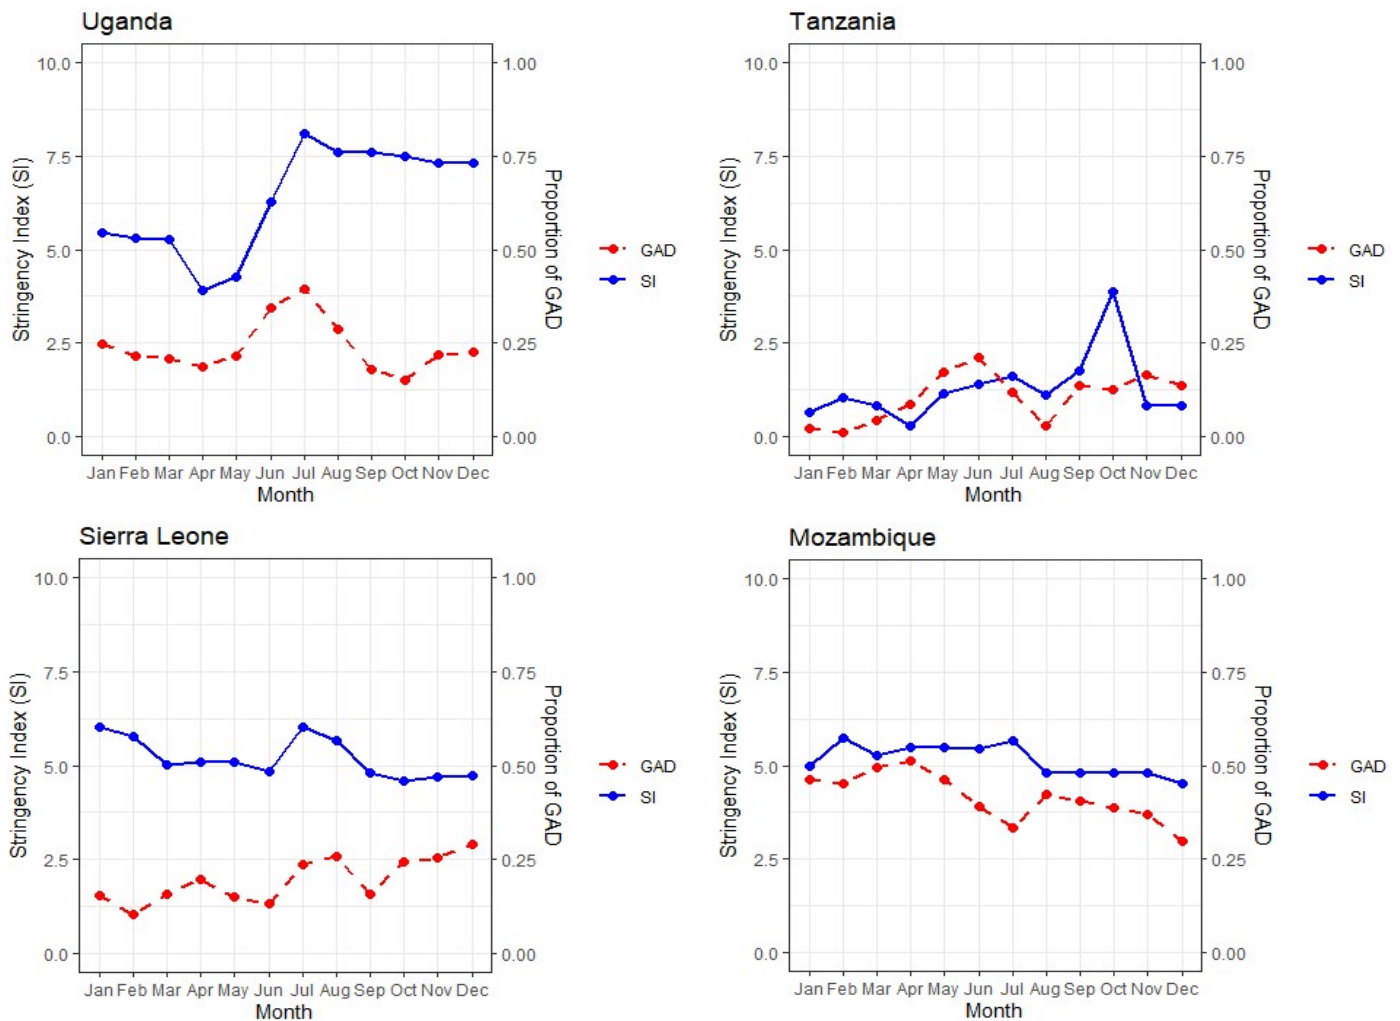 Uganda
10.0
7.5
5.0
2.5
0.0
Stringency Index (SI)
1.00
0.75
0.50
0.25
0.00
Proportion of GAD
Jan Feb Mar Apr May Jun Jul Aug Sep Oct Nov Dec
Month
GAD
SI
Tanzania
10.0
7.5
5.0
2.5
0.0
Stringency Index (SI)
1.00
0.75
0.50
0.25
0.00
Proportion of GAD
Jan Feb Mar Apr May Jun Jul Aug Sep Oct Nov Dec
Month
GAD
SI
Sierra Leone
10.0
7.5
5.0
2.5
0.0
Stringency Index (SI)
1.00
0.75
0.50
0.25
0.00
Proportion of GAD
Jan Feb Mar Apr May Jun Jul Aug Sep Oct Nov Dec
Month
GAD
SI
Mozambique
10.0
7.5
5.0
2.5
0.0
Stringency Index (SI)
1.00
0.75
0.50
0.25
0.00
Proportion of GAD
Jan Feb Mar Apr May Jun Jul Aug Sep Oct Nov Dec
Month
GAD
SI